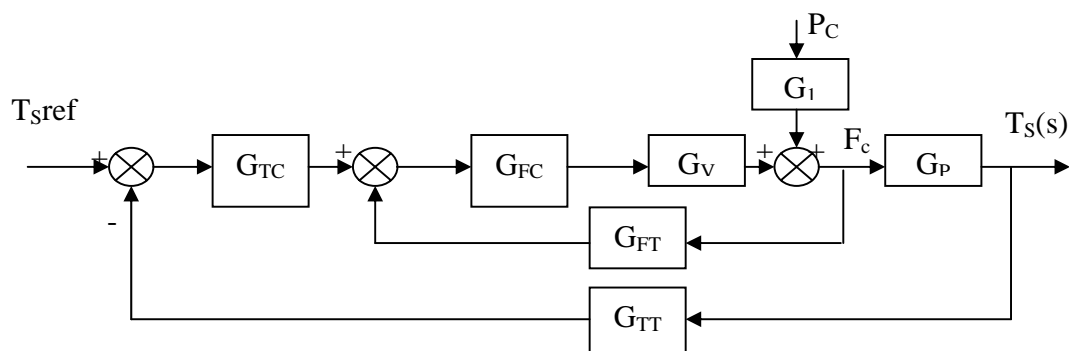 P_C
G_1
T_Sref
T_S(s)
+
G_TC
+
G_FC
G_V
+
+
F_c
G_P
-
G_FT
G_TT